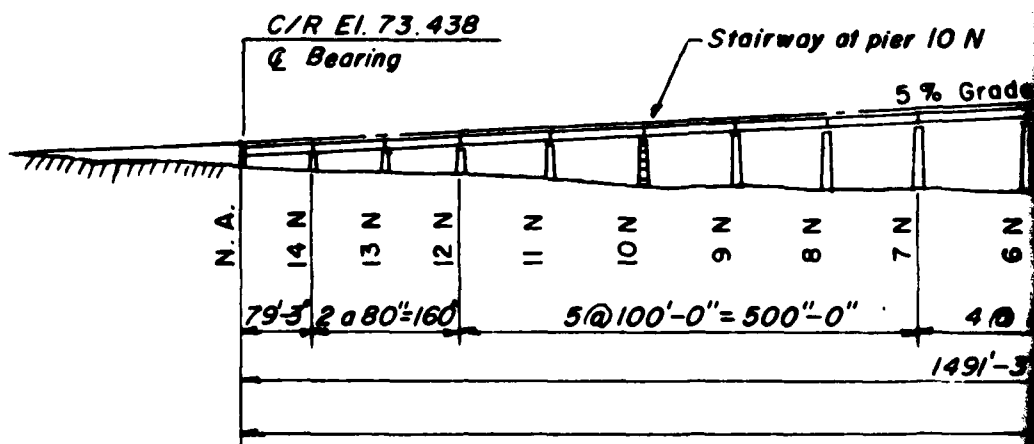 C/R El. 73.438
℄ Bearing
Stairway at pier 10 N
5 % Grade
N. A.
14 N
13 N
12 N
11 N
10 N
9 N
8 N
7 N
6 N
79'-3"
2 a 80"=160'
5@100'-0"=500"-0"
4 @
1491'-3